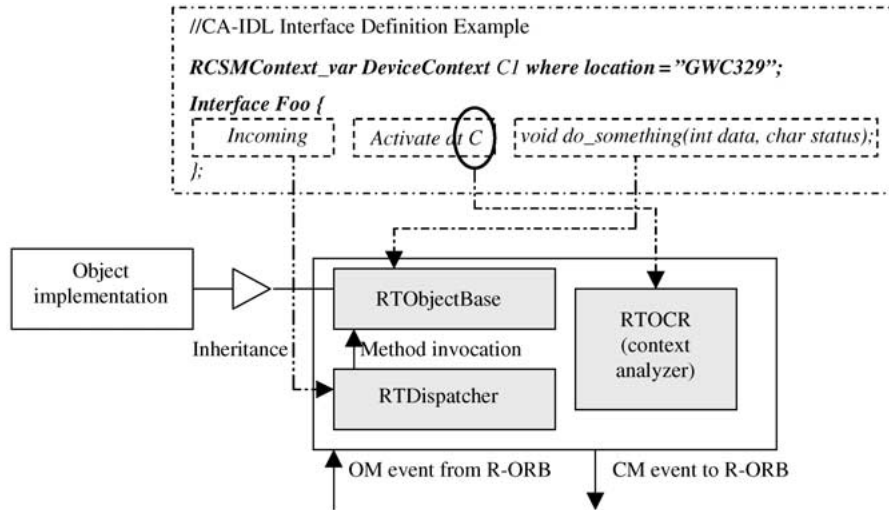 //CA-IDL Interface Definition Example
RCSMContext_var DeviceContext C1 where location = ”GWC329”;
Interface Foo {
Incoming
Activate at C
void do_something(int data, char status);
};
Object
implementation
RTObjectBase
RTOCR
(context
analyzer)
Inheritance
Method invocation
RTDispatcher
OM event from R-ORB
CM event to R-ORB